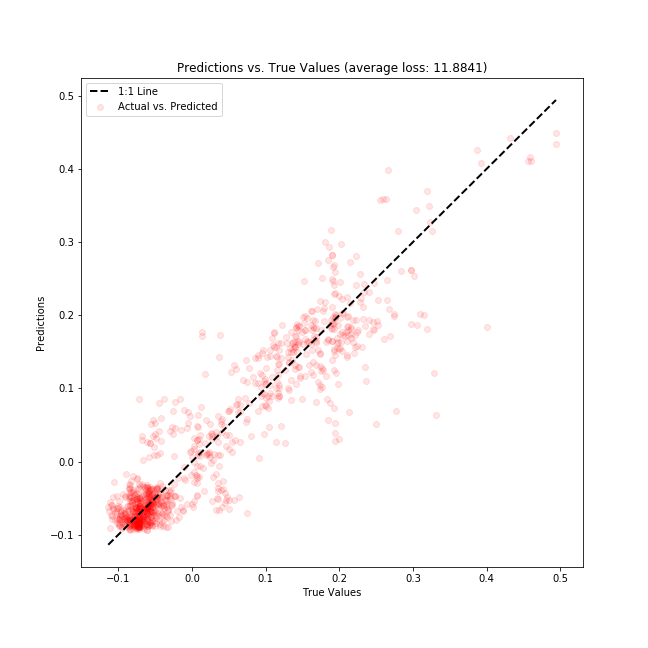 Predictions vs. True Values (average loss: 11.8841)
1:1 Line
Actual vs. Predicted
0.5
0.4
0.3
0.2
0.1
0.0
−0.1
Predictions
−0.1 0.0 0.1 0.2 0.3 0.4 0.5
True Values